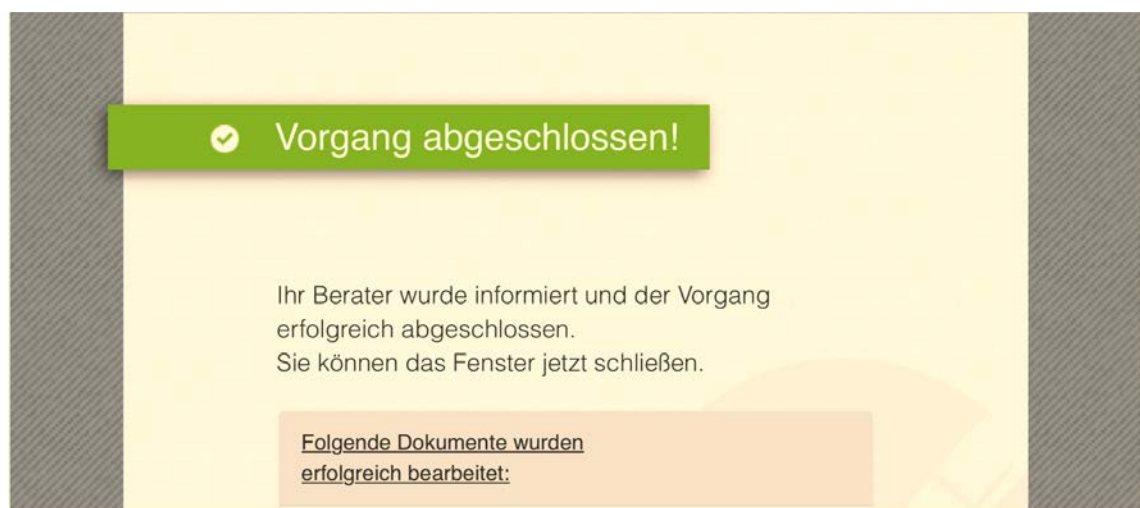 Vorgang abgeschlossen!
Ihr Berater wurde informiert und der Vorgang
erfolgreich abgeschlossen.
Sie können das Fenster jetzt schließen.
Folgende Dokumente wurden
erfolgreich bearbeitet: